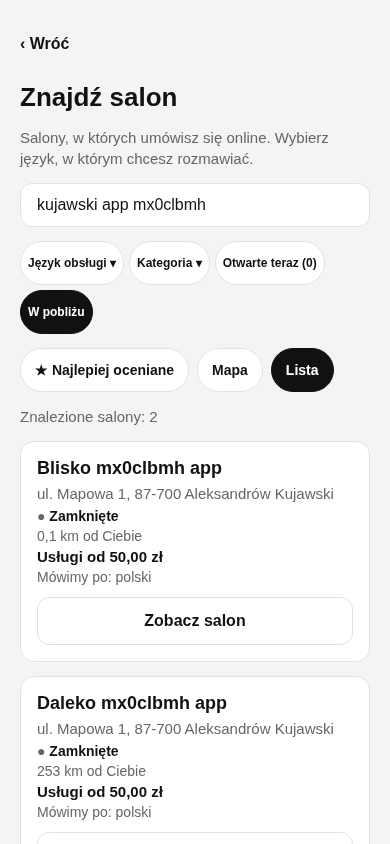 ‹ Wróć
Znajdź salon
Salony, w których umówisz się online. Wybierz
język, w którym chcesz rozmawiać.
kujawski app mx0clbmh
Język obsługi ▾
Kategoria ▾
Otwarte teraz (0)
W pobliżu
★ Najlepiej oceniane
Mapa
Lista
Znalezione salony: 2
Blisko mx0clbmh app
ul. Mapowa 1, 87-700 Aleksandrów Kujawski
● Zamknięte
0,1 km od Ciebie
Usługi od 50,00 zł
Mówimy po: polski
Zobacz salon
Daleko mx0clbmh app
ul. Mapowa 1, 87-700 Aleksandrów Kujawski
● Zamknięte
253 km od Ciebie
Usługi od 50,00 zł
Mówimy po: polski